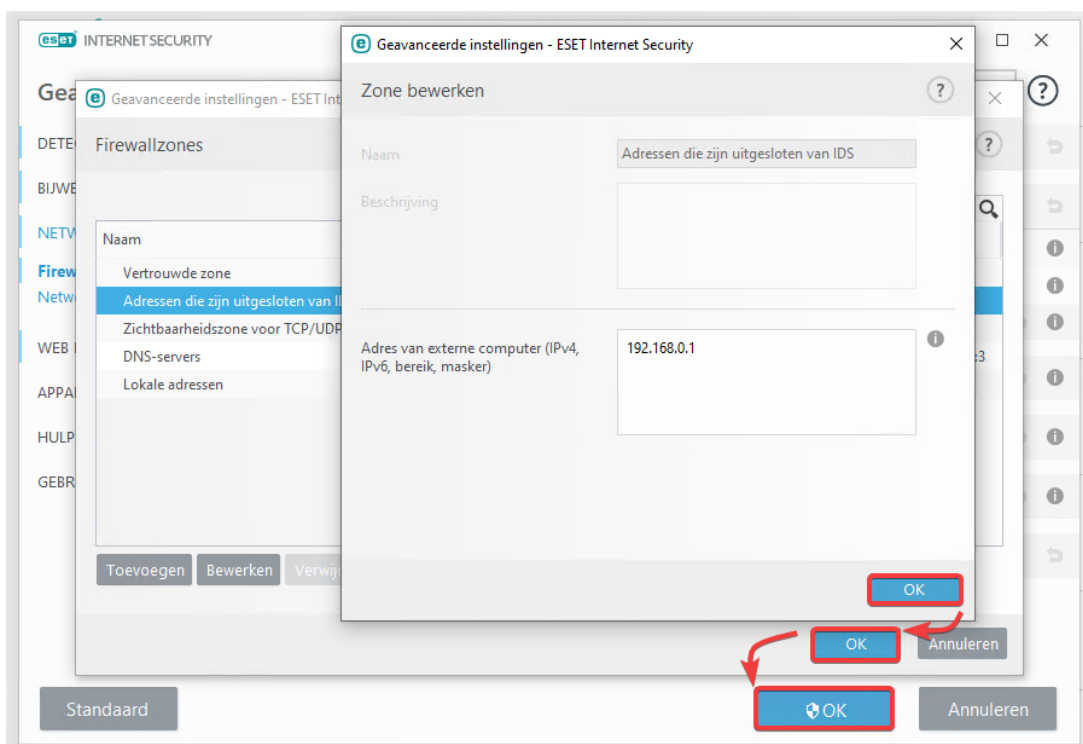 eset INTERNET SECURITY
Geavanceerde instellingen - ESET Internet Security
Gea
Geavanceerde instellingen - ESET Int
Zone bewerken
?
?
?
DETE
Firewallzones
Naam
Adressen die zijn uitgesloten van IDS
BIJWE
Beschrijving
NETW
Naam
Firew
Vertrouwde zone
Netw
Adressen die zijn uitgesloten van I
Zichtbaarheidszone voor TCP/UDP
WEB
DNS-servers
:3
Adres van externe computer (IPv4,
IPv6, bereik, masker)
192.168.0.1
APPA
Lokale adressen
HULP
GEBR
Toevoegen
Bewerken
Verwij
OK
OK
Annuleren
Standaard
OK
Annuleren